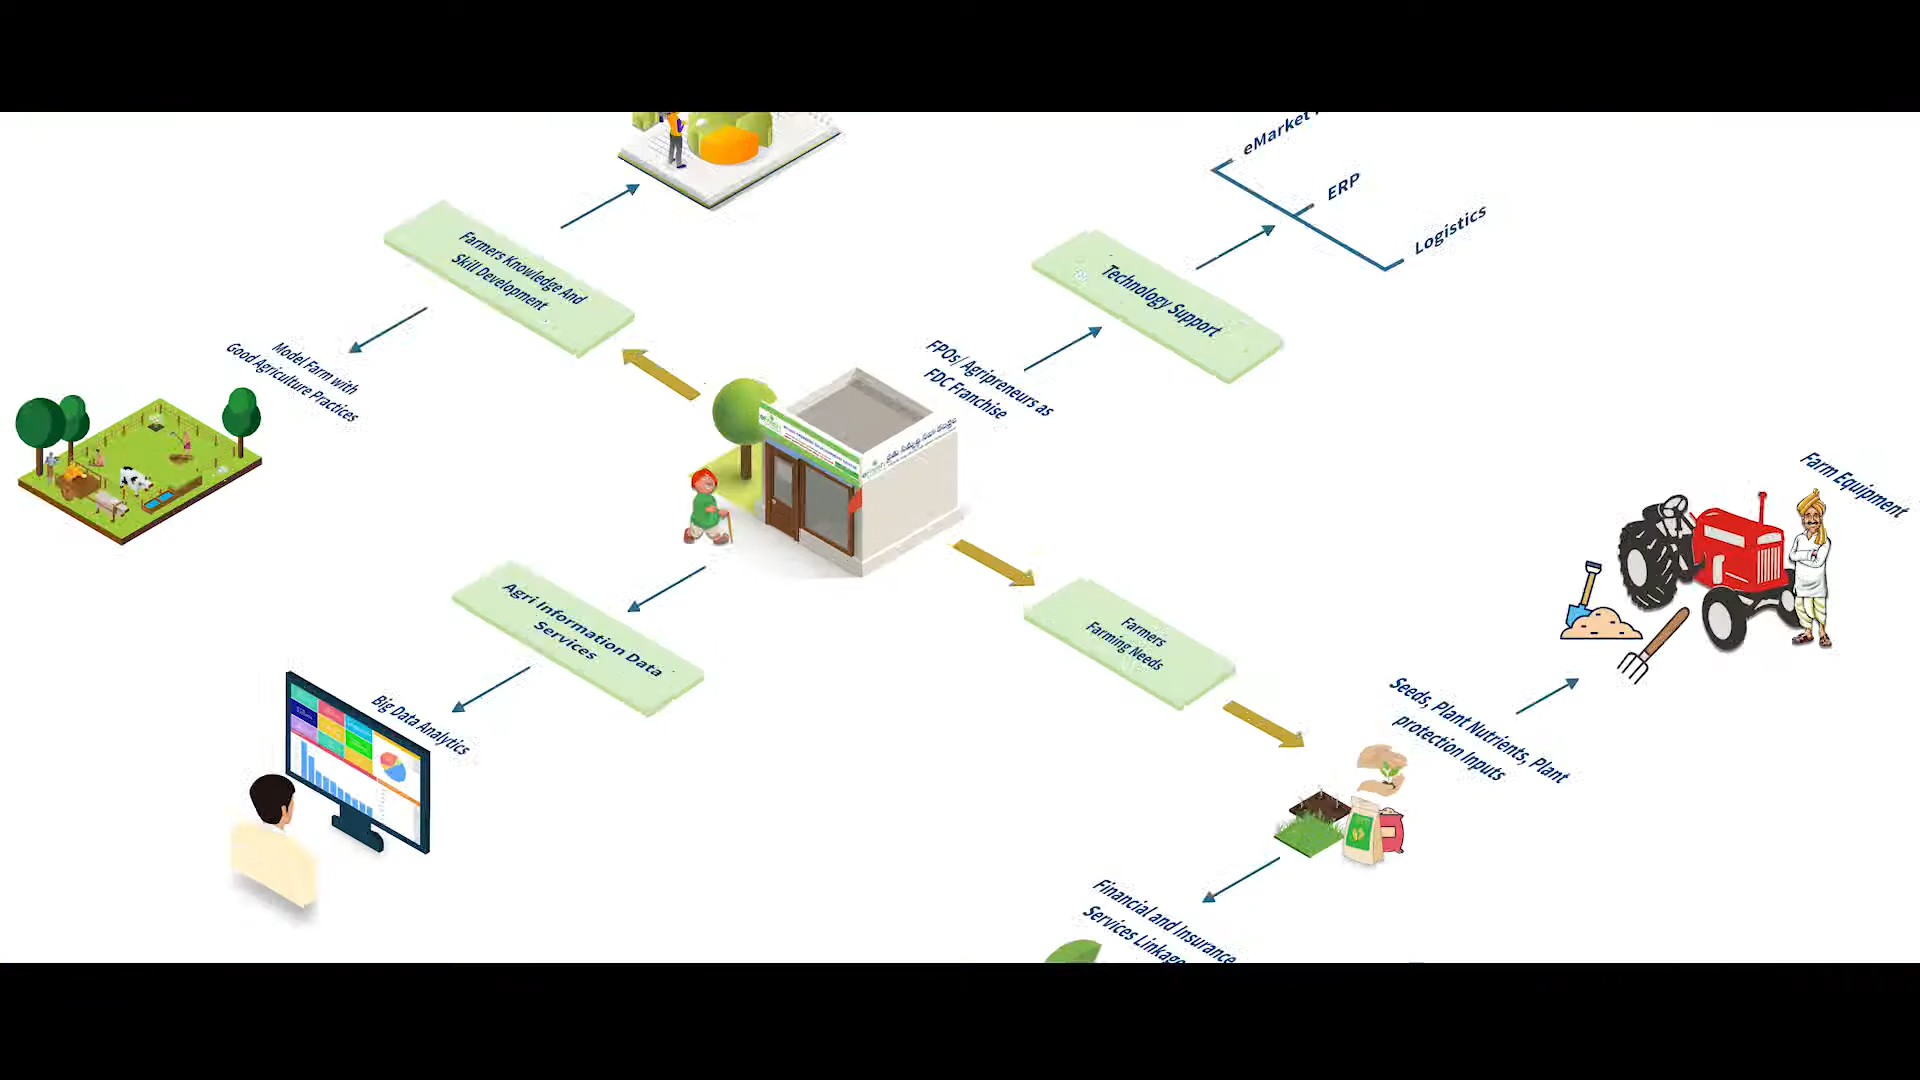 eMarket
ERP
Logistics
Farmers Knowledge And
Skill Development
Technology Support
Model Farm with
Good Agriculture Practices
FPOs/ Agripreneurs as
FDC Franchise
Farm Equipment
Agri Information Data
Services
Farmers
Farming Needs
Big Data Analytics
Seeds, Plant Nutrients, Plant
protection Inputs
Financial and Insurance
Services Linkage